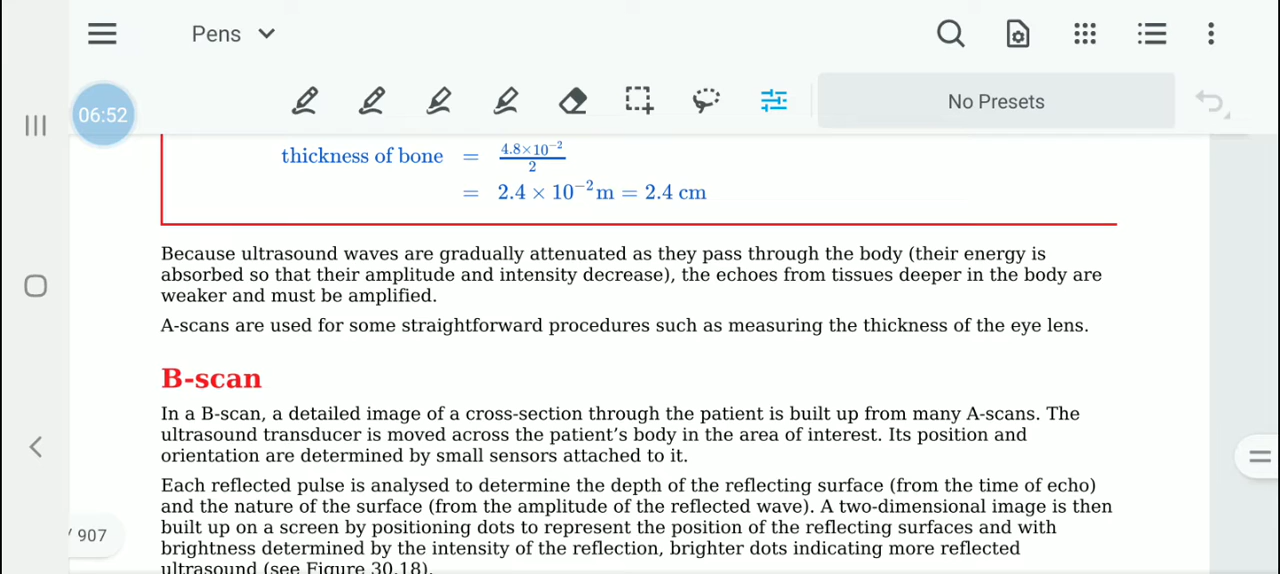 Pens
No Presets
06:52
thickness of bone = 4.8×10⁻²/2
= 2.4 × 10⁻² m = 2.4 cm
Because ultrasound waves are gradually attenuated as they pass through the body (their energy is
absorbed so that their amplitude and intensity decrease), the echoes from tissues deeper in the body are
weaker and must be amplified.
A-scans are used for some straightforward procedures such as measuring the thickness of the eye lens.
B-scan
In a B-scan, a detailed image of a cross-section through the patient is built up from many A-scans. The
ultrasound transducer is moved across the patient’s body in the area of interest. Its position and
orientation are determined by small sensors attached to it.
Each reflected pulse is analysed to determine the depth of the reflecting surface (from the time of echo)
and the nature of the surface (from the amplitude of the reflected wave). A two-dimensional image is then
built up on a screen by positioning dots to represent the position of the reflecting surfaces and with
brightness determined by the intensity of the reflection, brighter dots indicating more reflected
ultrasound (see Figure 30.18).
/ 907